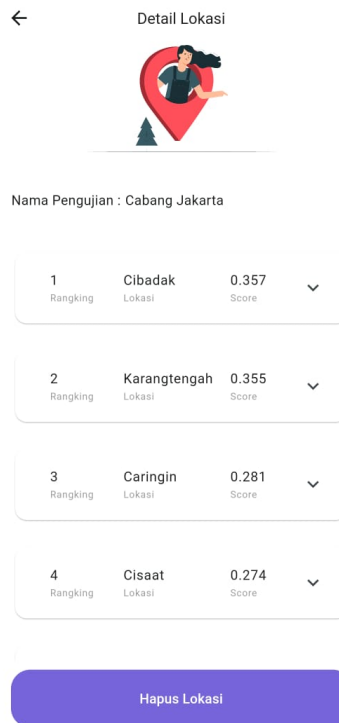 Detail Lokasi
Nama Pengujian : Cabang Jakarta
1 Cibadak 0.357
Rangking Lokasi Score
2 Karangtengah 0.355
Rangking Lokasi Score
3 Caringin 0.281
Rangking Lokasi Score
4 Cisaat 0.274
Rangking Lokasi Score
Hapus Lokasi